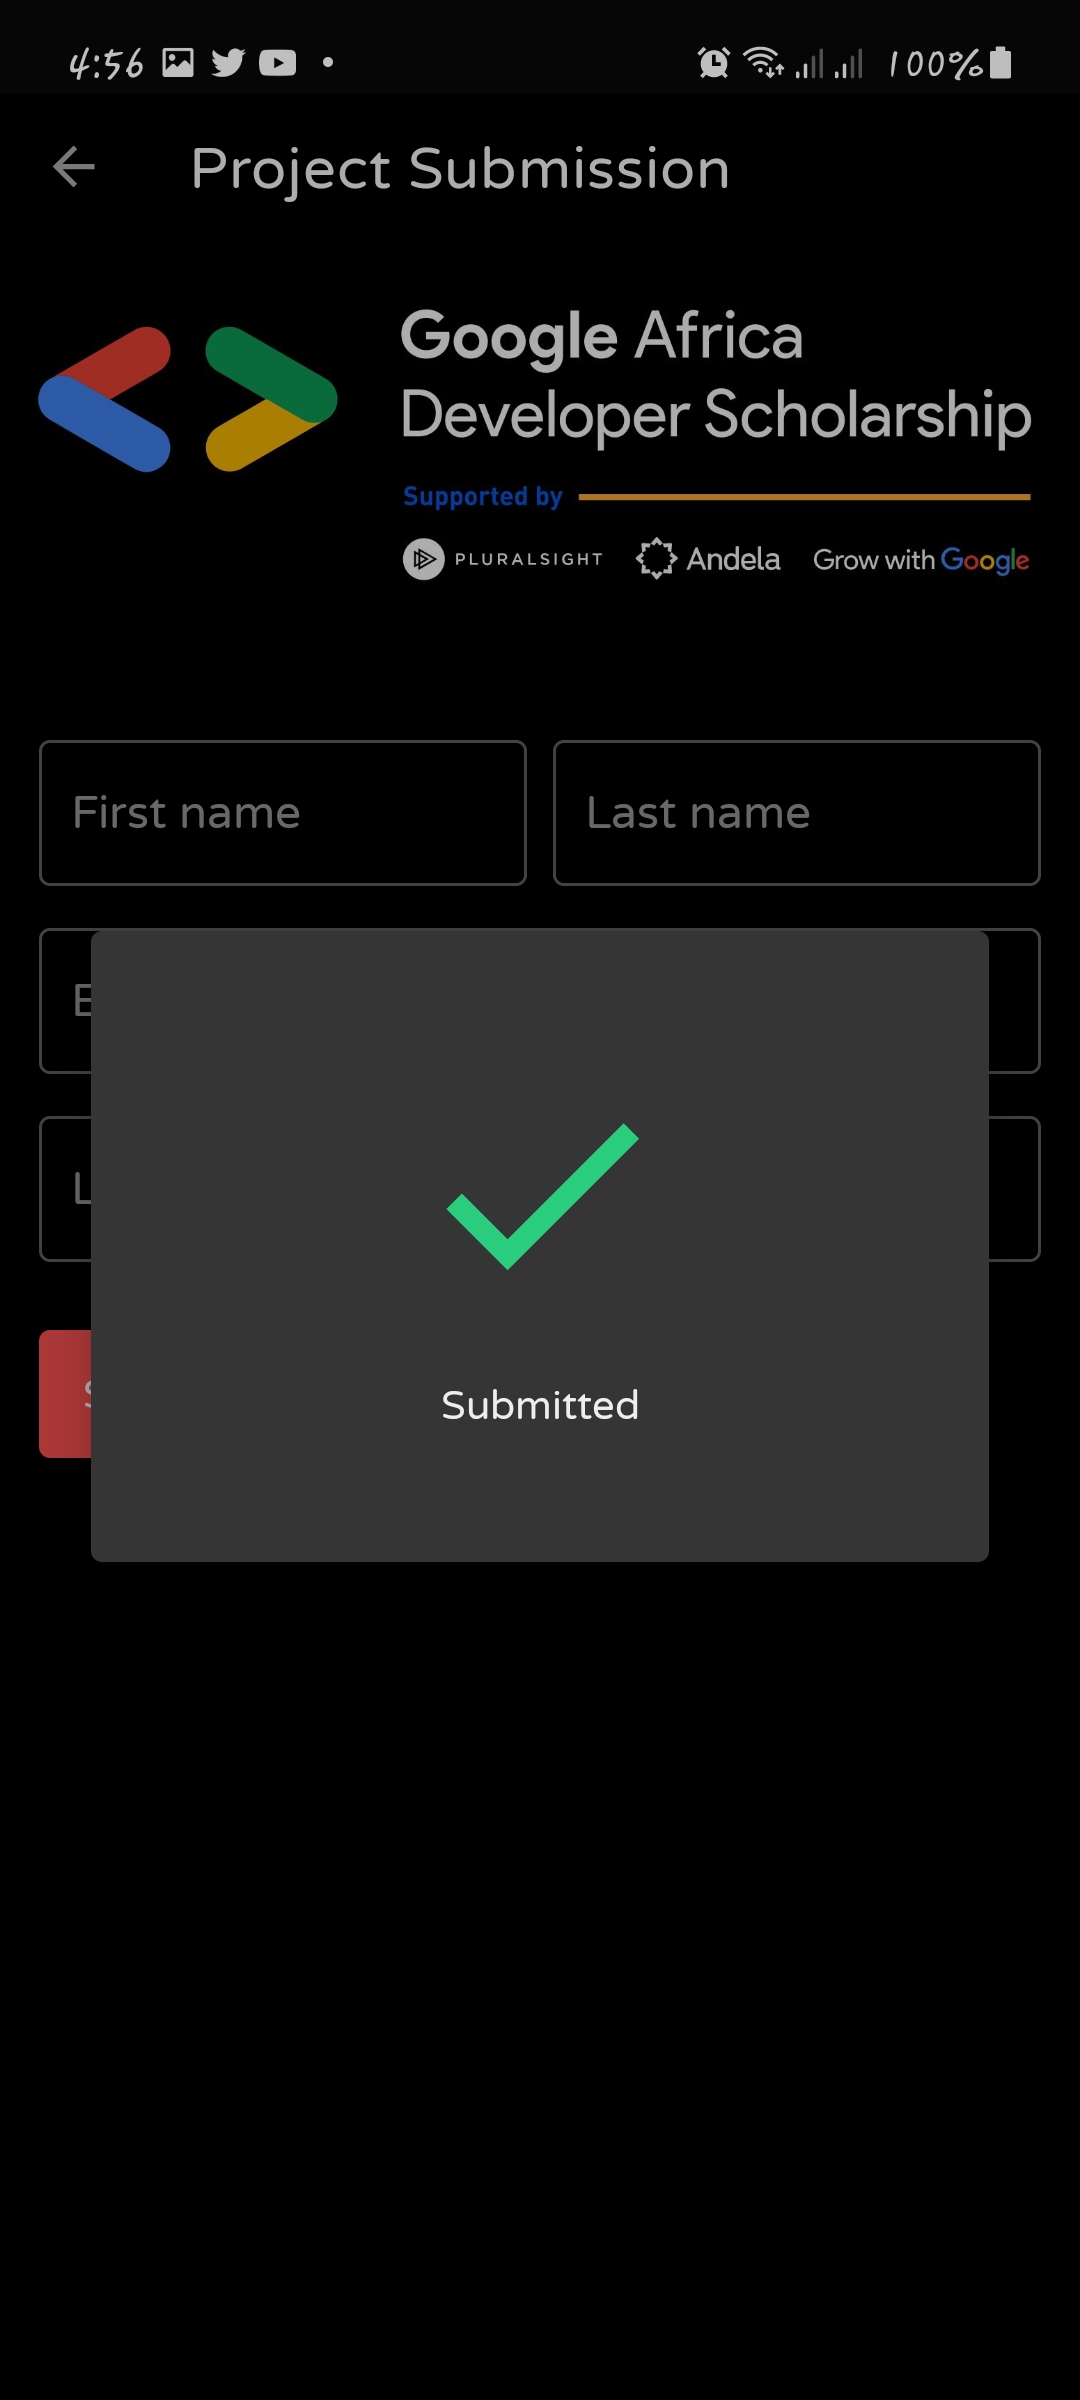 4:56
100%
Project Submission
Google Africa
Developer Scholarship
Supported by
PLURALSIGHT Andela Grow with Google
First name Last name
E
L
S
Submitted